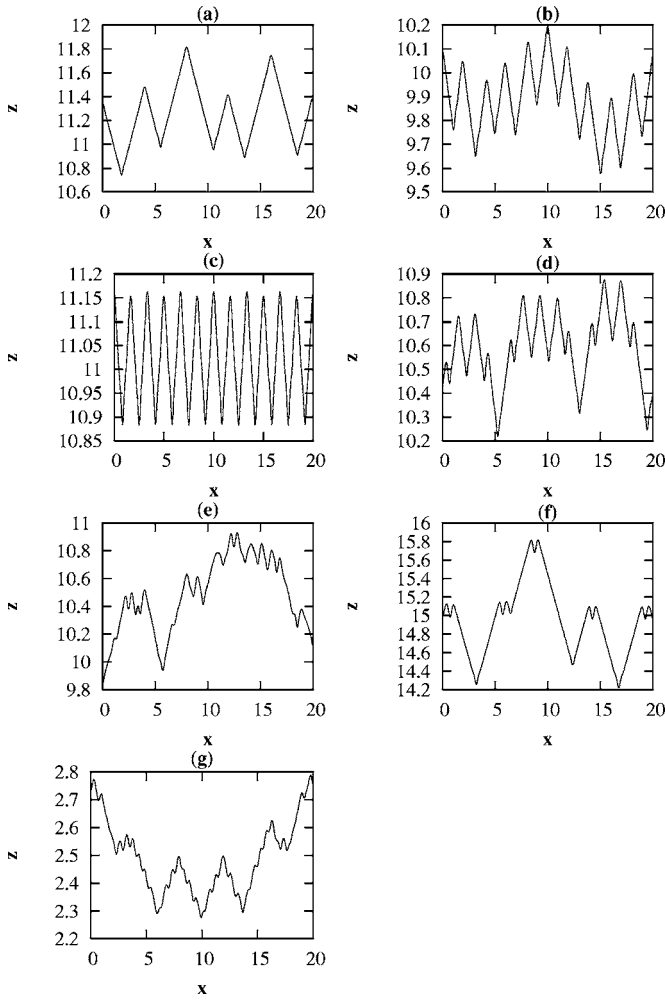 (a)
12
11.8
11.6
11.4
11.2
11
10.8
10.6
z
0 5 10 15 20
x
(b)
10.2
10.1
10
9.9
9.8
9.7
9.6
9.5
z
0 5 10 15 20
x
(c)
11.2
11.15
11.1
11.05
11
10.95
10.9
10.85
z
0 5 10 15 20
x
(d)
10.9
10.8
10.7
10.6
10.5
10.4
10.3
10.2
z
0 5 10 15 20
x
(e)
11
10.8
10.6
10.4
10.2
10
9.8
z
0 5 10 15 20
x
(f)
16
15.8
15.6
15.4
15.2
15
14.8
14.6
14.4
14.2
z
0 5 10 15 20
x
(g)
2.8
2.7
2.6
2.5
2.4
2.3
2.2
z
0 5 10 15 20
x